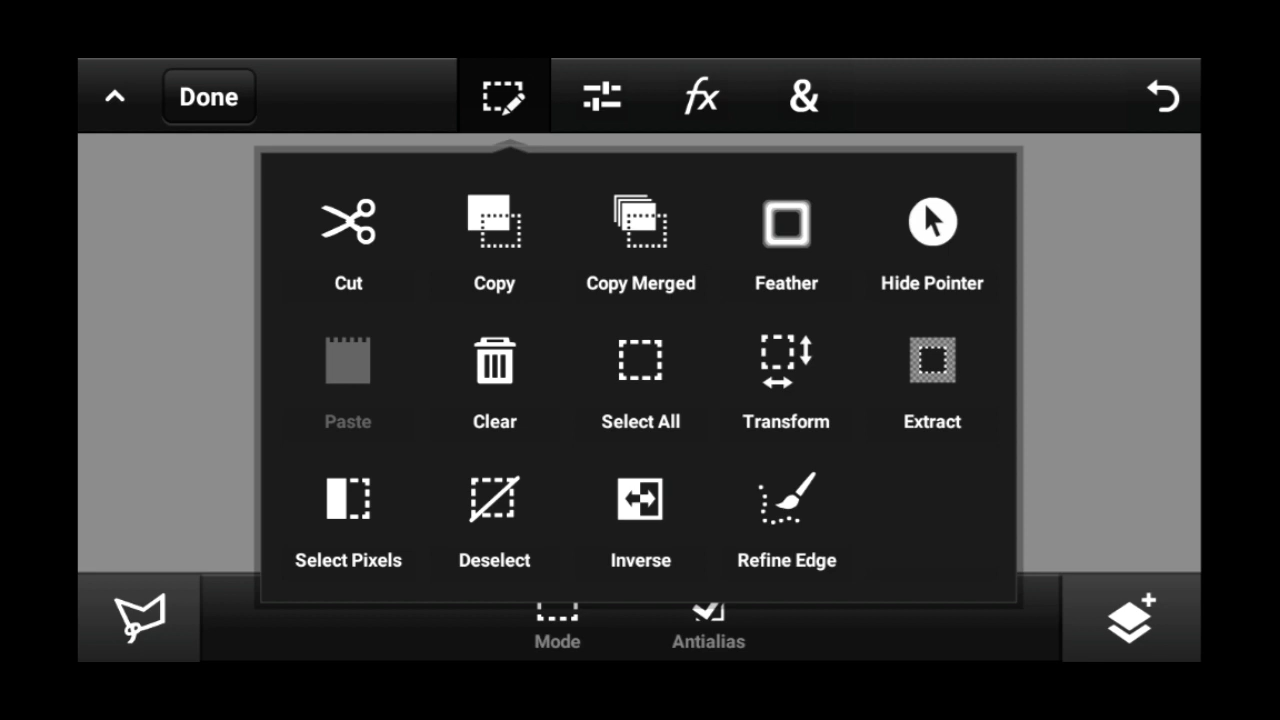 Done
fx
&
Cut
Copy
Copy Merged
Feather
Hide Pointer
Paste
Clear
Select All
Transform
Extract
Select Pixels
Deselect
Inverse
Refine Edge
Mode
Antialias